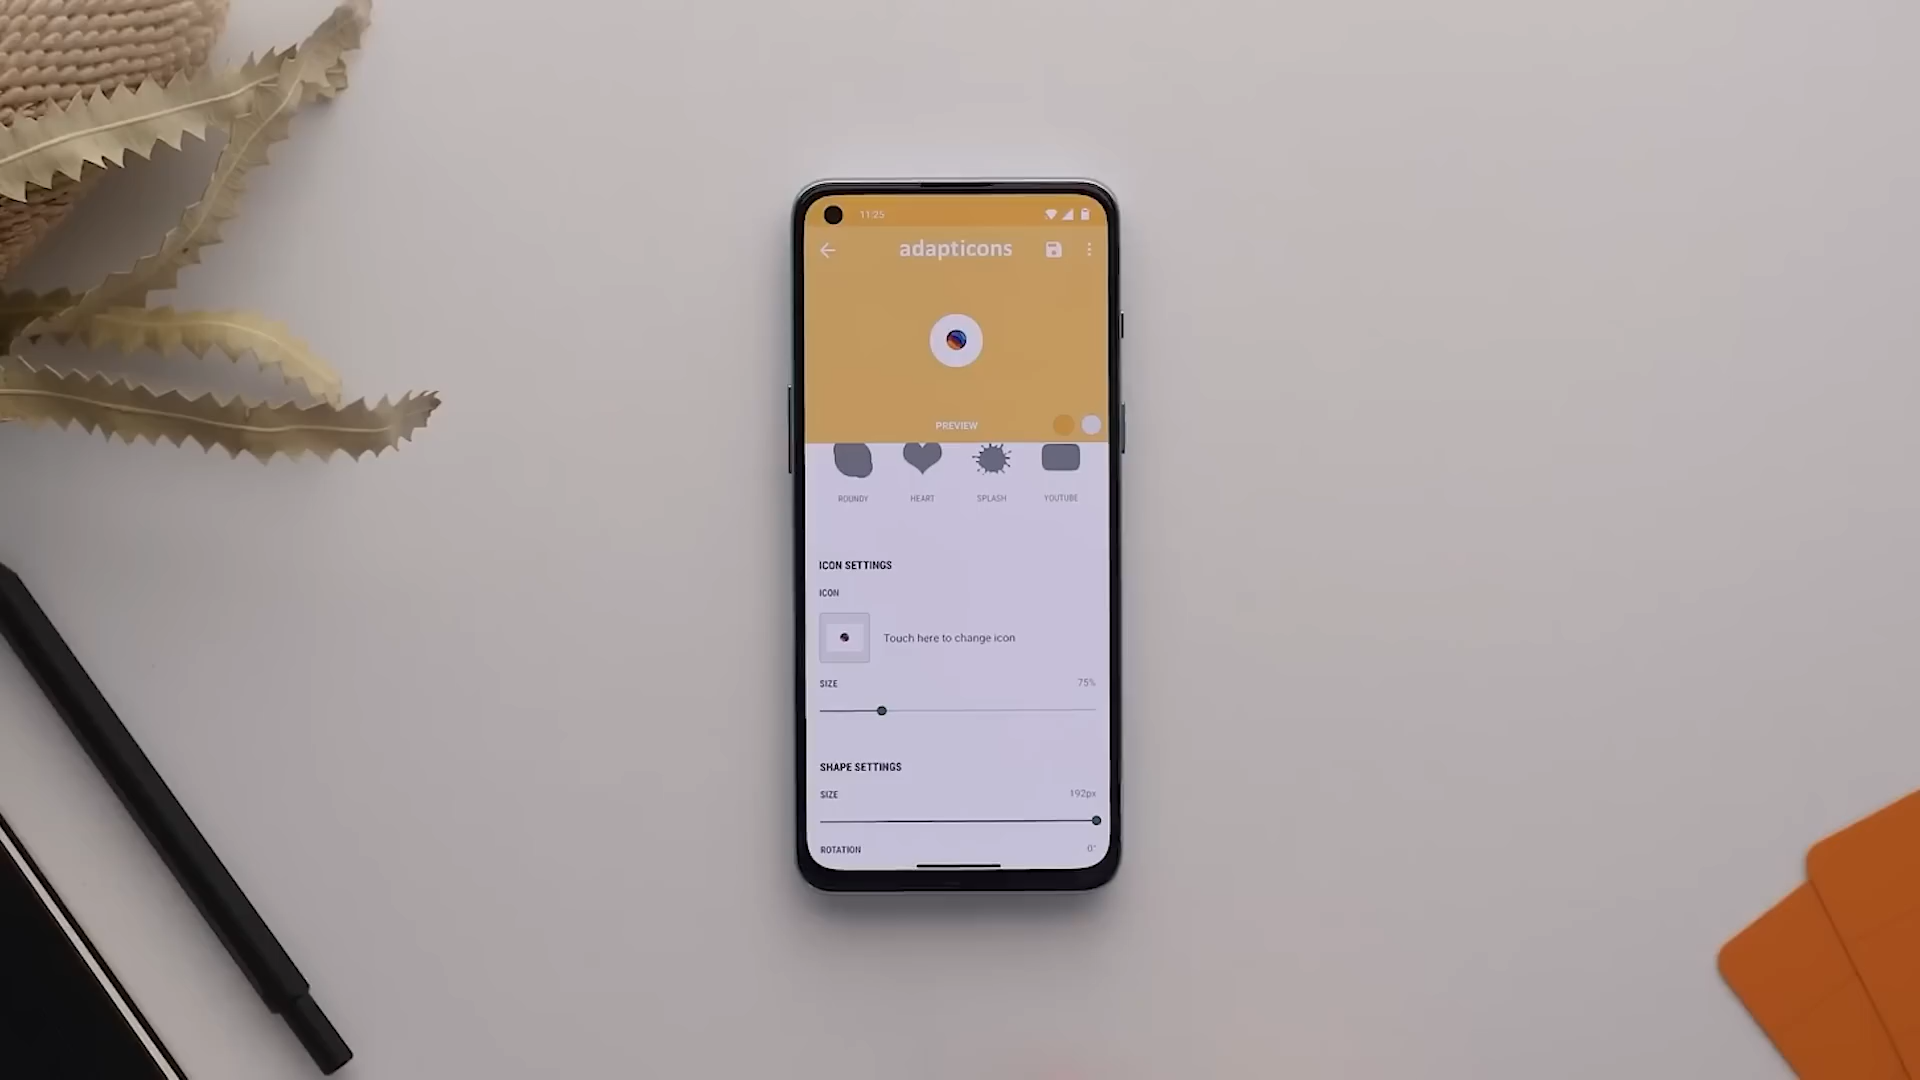 11:25
adapticons
PREVIEW
ROUNDY HEART SPLASH YOUTUBE
ICON SETTINGS
ICON
Touch here to change icon
SIZE 75%
SHAPE SETTINGS
SIZE 192px
ROTATION 0°